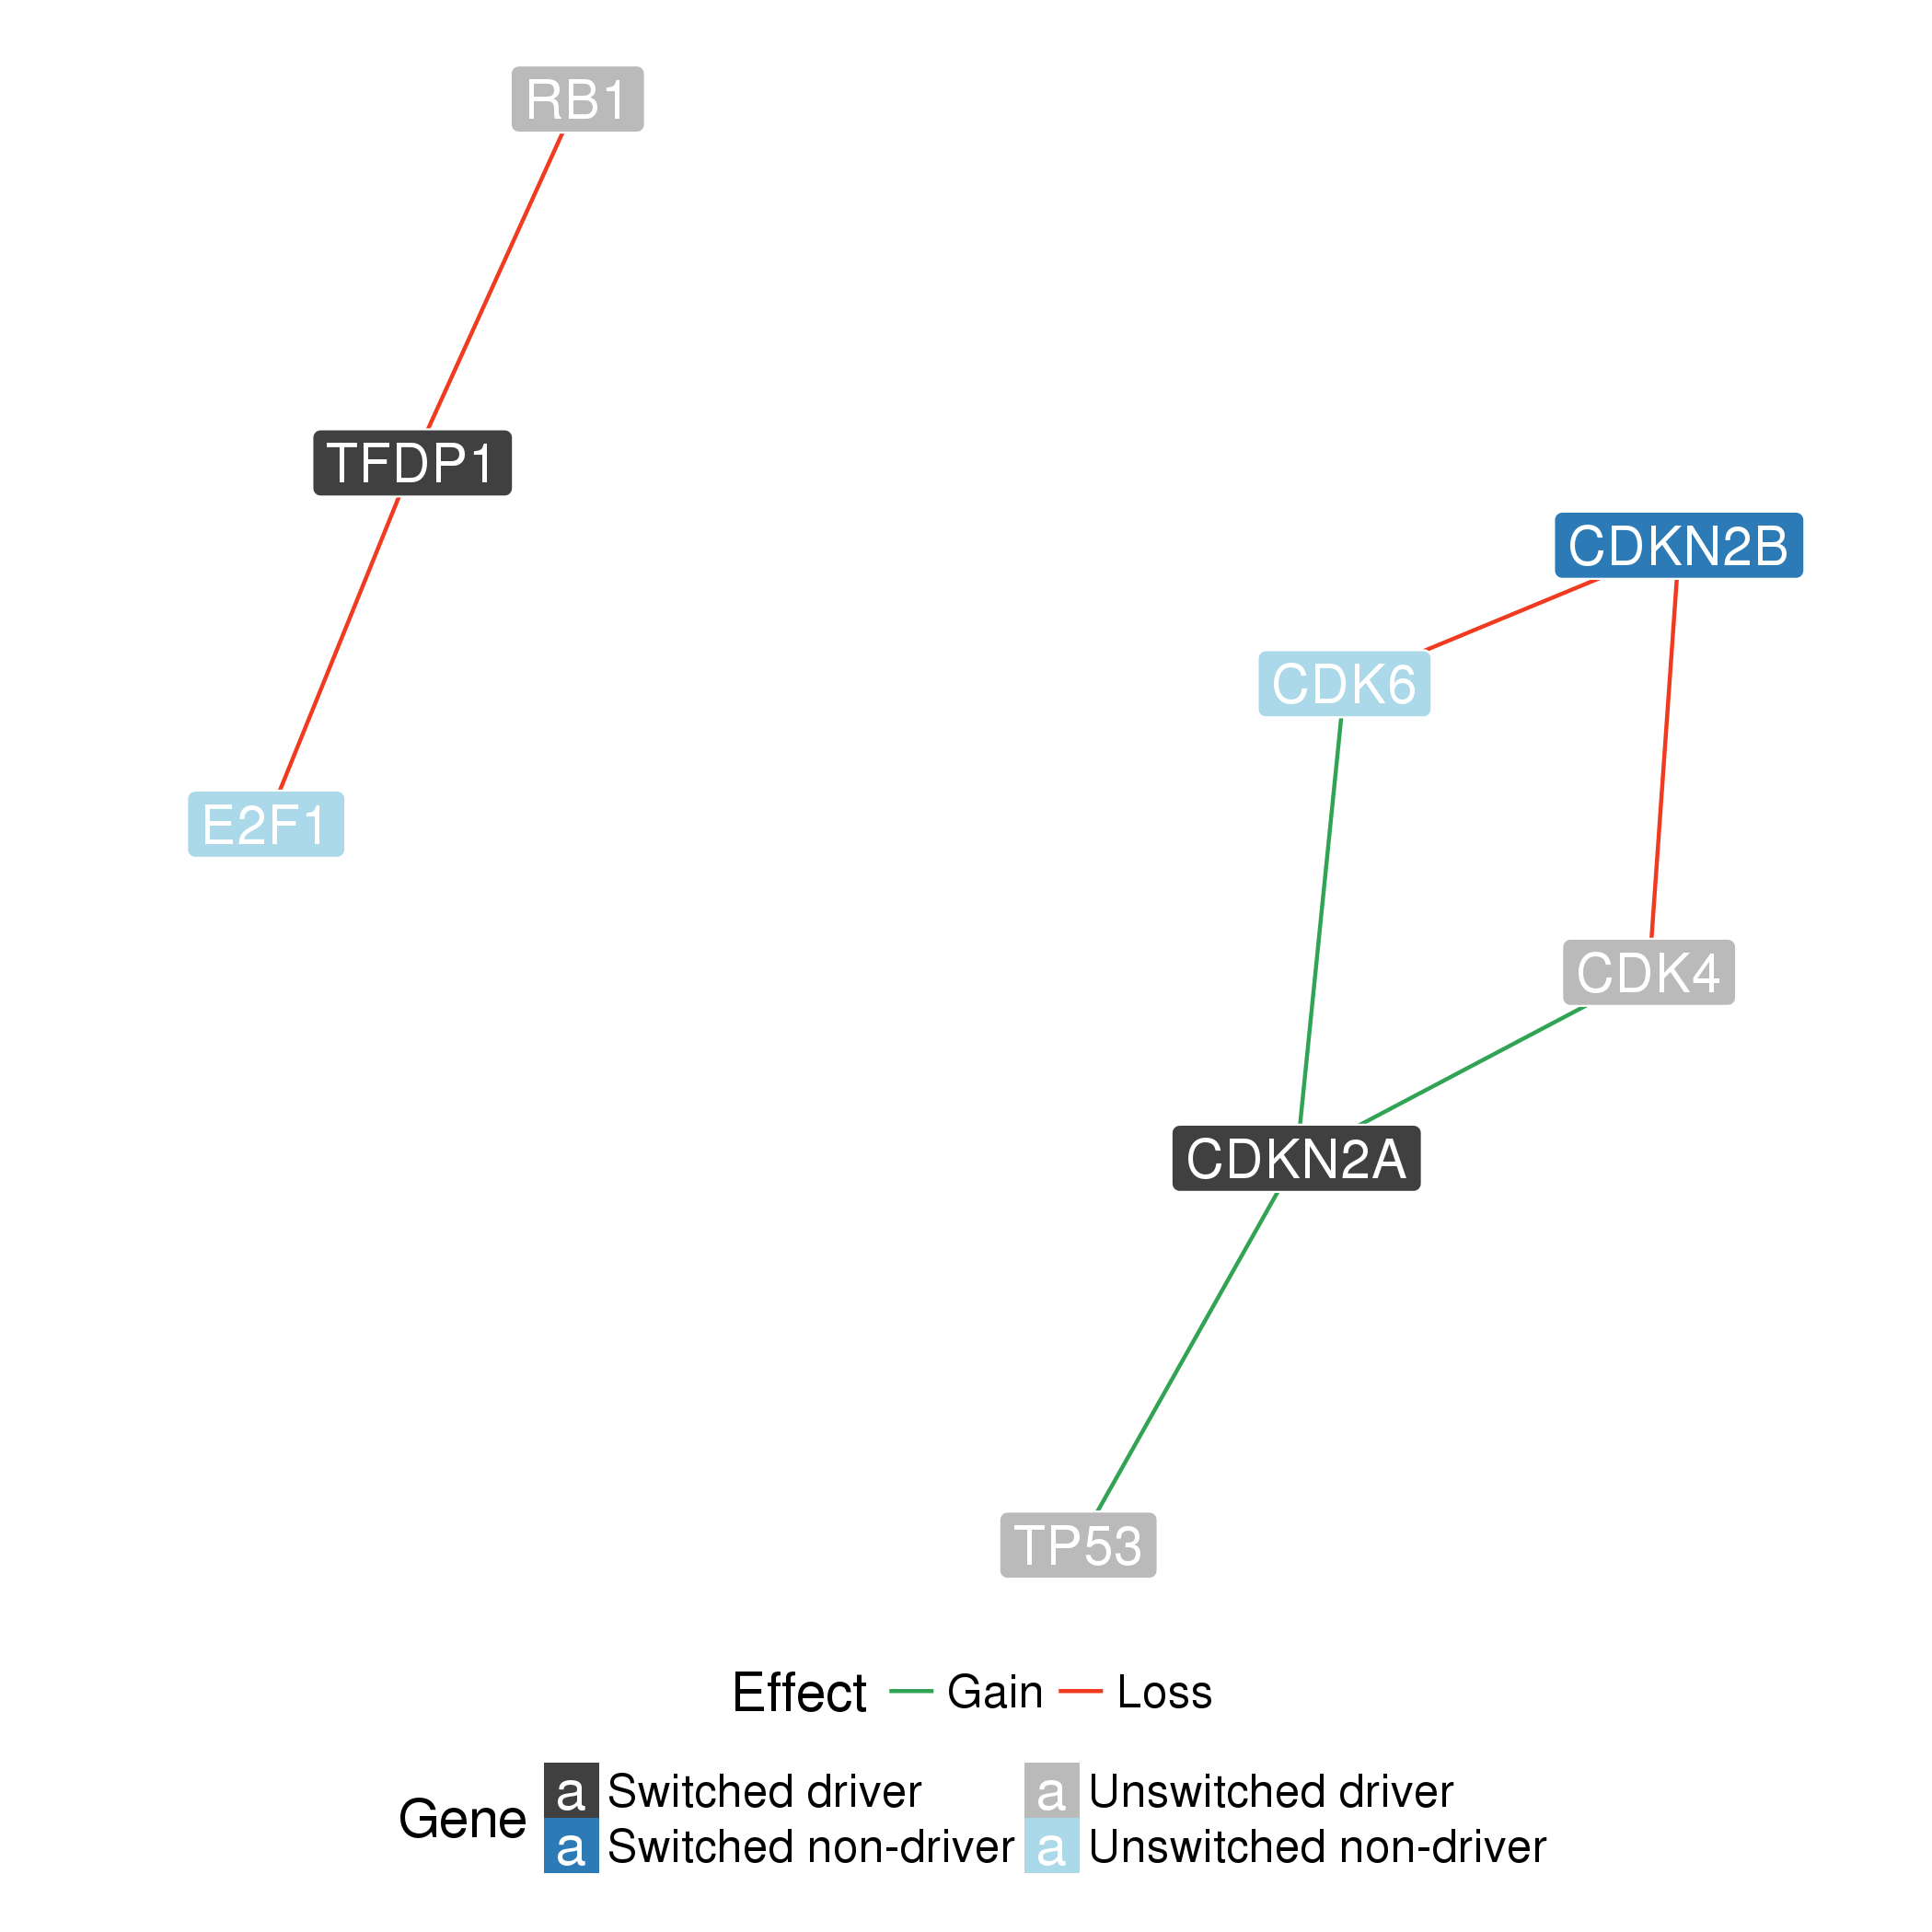 RB1
TFDP1
CDKN2B
CDK6
E2F1
CDK4
CDKN2A
TP53
Effect Gain Loss
Gene
a Switched driver a Unswitched driver
a Switched non-driver a Unswitched non-driver